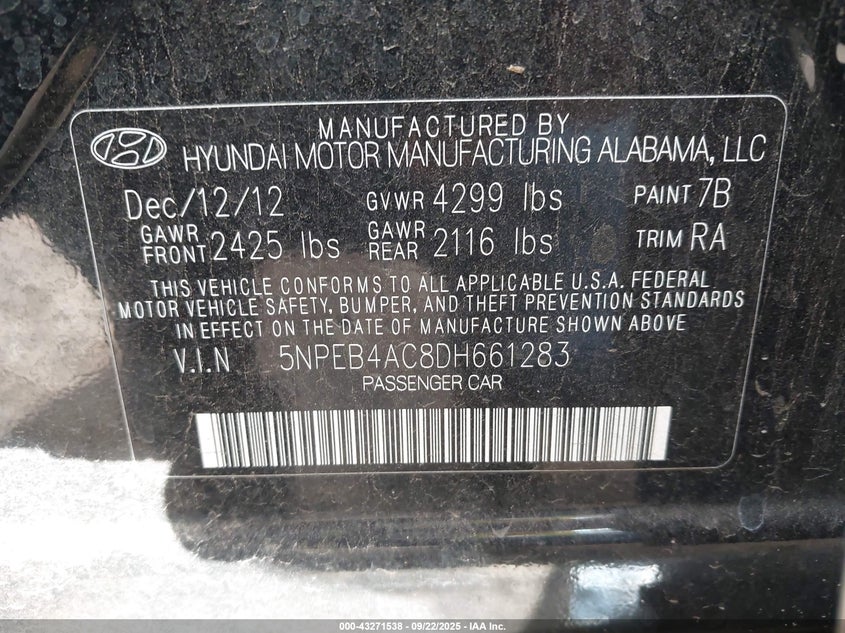 MANUFACTURED BY
HYUNDAI MOTOR MANUFACTURING ALABAMA, LLC
Dec/12/12 GVWR 4299 lbs PAINT 7B
GAWR FRONT 2425 lbs GAWR REAR 2116 lbs TRIM RA
THIS VEHICLE CONFORMS TO ALL APPLICABLE U.S.A. FEDERAL
MOTOR VEHICLE SAFETY, BUMPER, AND THEFT PREVENTION STANDARDS
IN EFFECT ON THE DATE OF MANUFACTURE SHOWN ABOVE
V.I.N 5NPEB4AC8DH661283
PASSENGER CAR
000-43271538 - 09/22/2025 - IAA Inc.